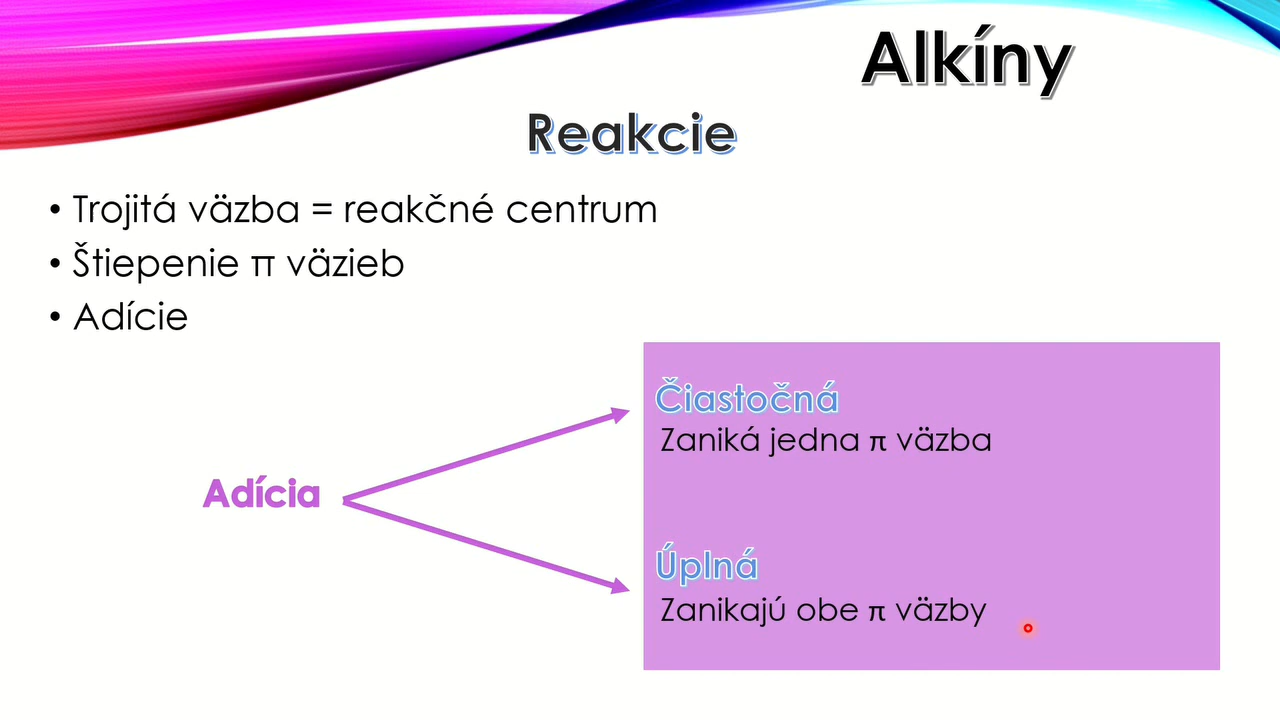 Alkíny
Reakcie
• Trojitá väzba = reakčné centrum
• Štiepenie π väzieb
• Adície
Adícia
Čiastočná
Zaniká jedna π väzba
Úplná
Zanikajú obe π väzby